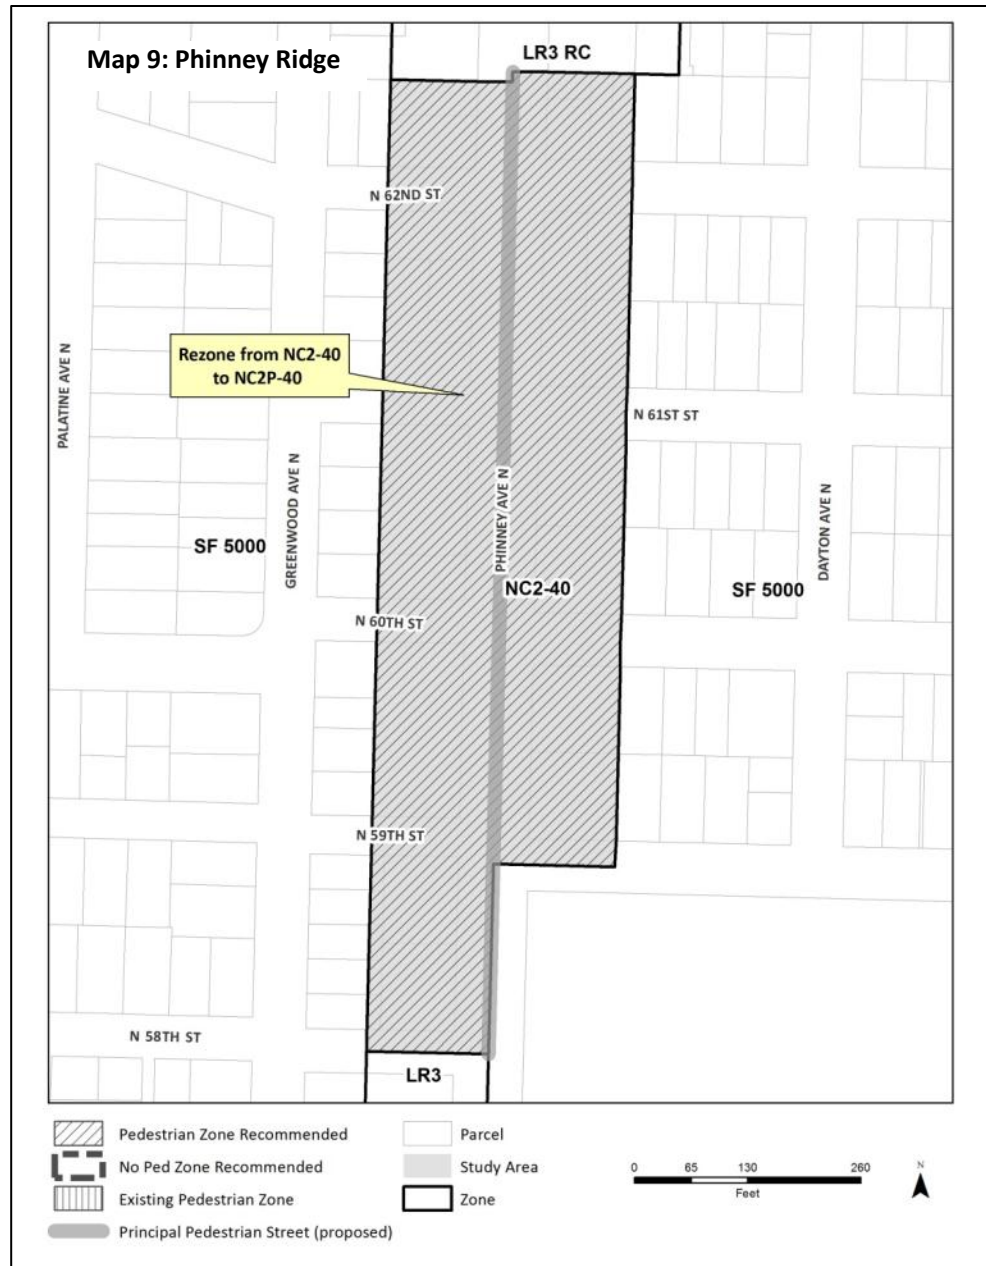 Map 9: Phinney Ridge
LR3 RC
N 62ND ST
Rezone from NC2-40
to NC2P-40
PALATINE AVE N
N 61ST ST
GREENWOOD AVE N
PHINNEY AVE N
DAYTON AVE N
SF 5000
NC2-40
SF 5000
N 60TH ST
N 59TH ST
N 58TH ST
LR3
Pedestrian Zone Recommended
No Ped Zone Recommended
Existing Pedestrian Zone
Principal Pedestrian Street (proposed)
Parcel
Study Area
Zone
0 65 130 260
Feet
N